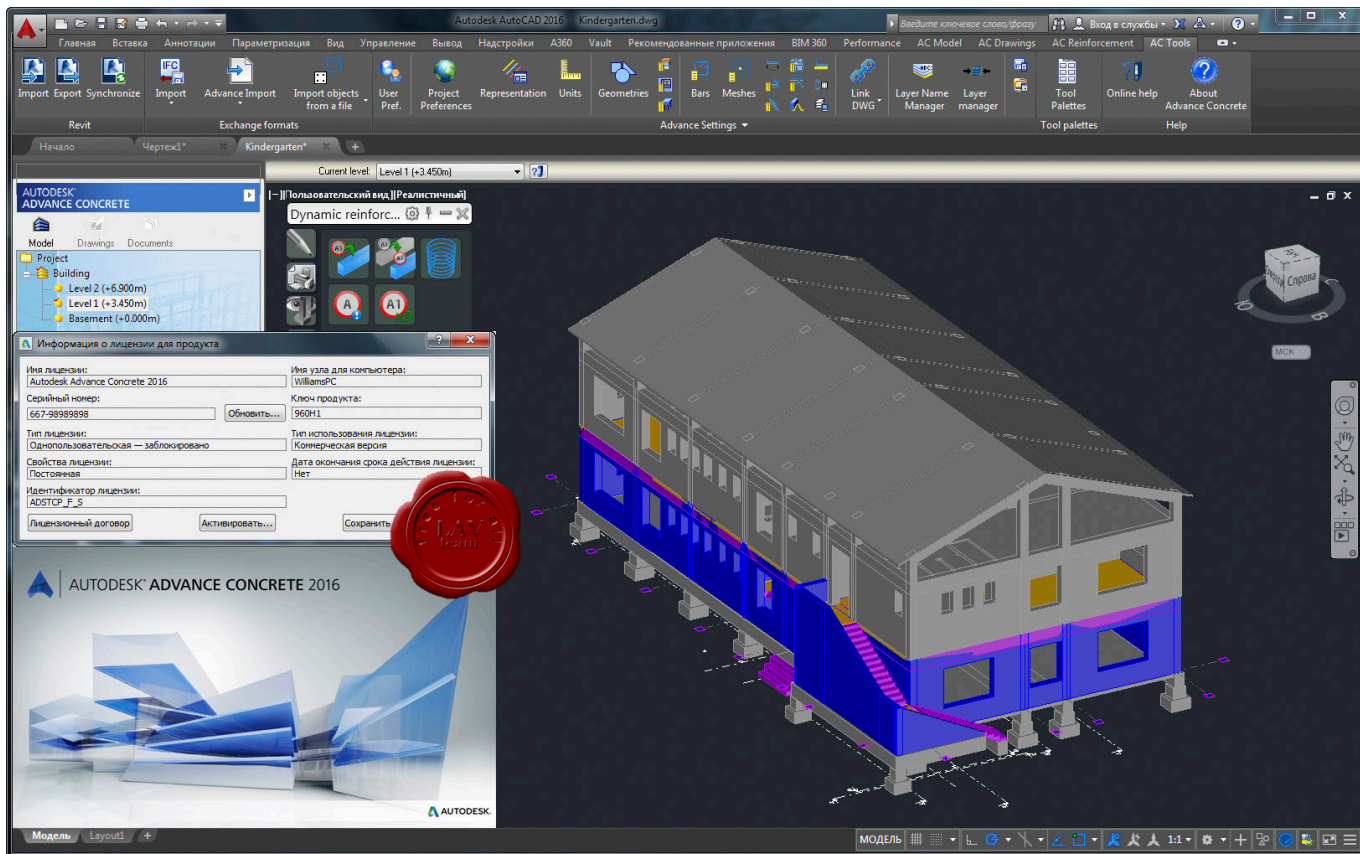 Autodesk AutoCAD 2016 Kindergarten.dwg
Введите ключевое слово/фразу
Вход в службы
Главная Вставка Аннотации Параметризация Вид Управление Вывод Надстройки A360 Vault Рекомендованные приложения BIM 360 Performance AC Model AC Drawings AC Reinforcement AC Tools
Import Export Synchronize
Revit
IFC
Import Advance Import Import objects from a file
Exchange formats
User Pref. Project Preferences Representation Units Geometries Bars Meshes Link DWG Layer Name Manager Layer manager
Advance Settings
Tool Palettes
Tool palettes
Online help About Advance Concrete
Help
Начало Чертеж1* Kindergarten*
Current level: Level 1 (+3.450m)
AUTODESK®
ADVANCE CONCRETE
Model Drawings Documents
Project
Building
Level 2 (+6.900m)
Level 1 (+3.450m)
Basement (+0.000m)
[−][Пользовательский вид][Реалистичный]
Dynamic reinforc...
A1 A1 A1
A A1
Справа
Ю В
МСК
Информация о лицензии для продукта
Имя лицензии: Имя узла для компьютера:
Autodesk Advance Concrete 2016 WilliamsPC
Серийный номер: Ключ продукта:
667-98989898 Обновить... 960H1
Тип лицензии: Тип использования лицензии:
Однопользовательская — заблокировано Коммерческая версия
Свойства лицензии: Дата окончания срока действия лицензии:
Постоянная Нет
Идентификатор лицензии:
ADSTCP_F_S
Лицензионный договор Активировать... Сохранить
LAV
team
AUTODESK® ADVANCE CONCRETE 2016
AUTODESK.
Модель Layout1
МОДЕЛЬ 1:1